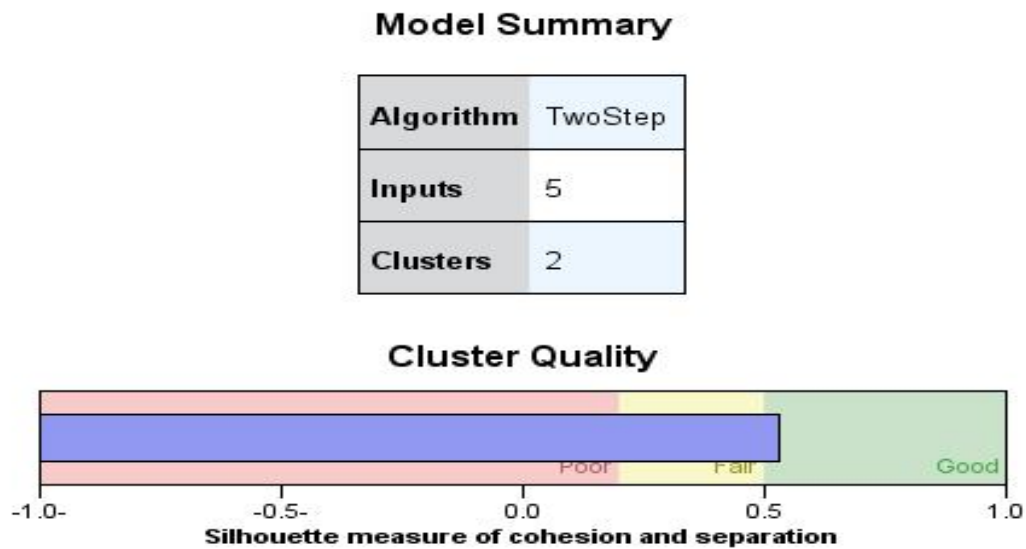 Model Summary
Algorithm TwoStep
Inputs 5
Clusters 2
Cluster Quality
Poor Fair Good
-1.0- -0.5- 0.0 0.5 1.0
Silhouette measure of cohesion and separation